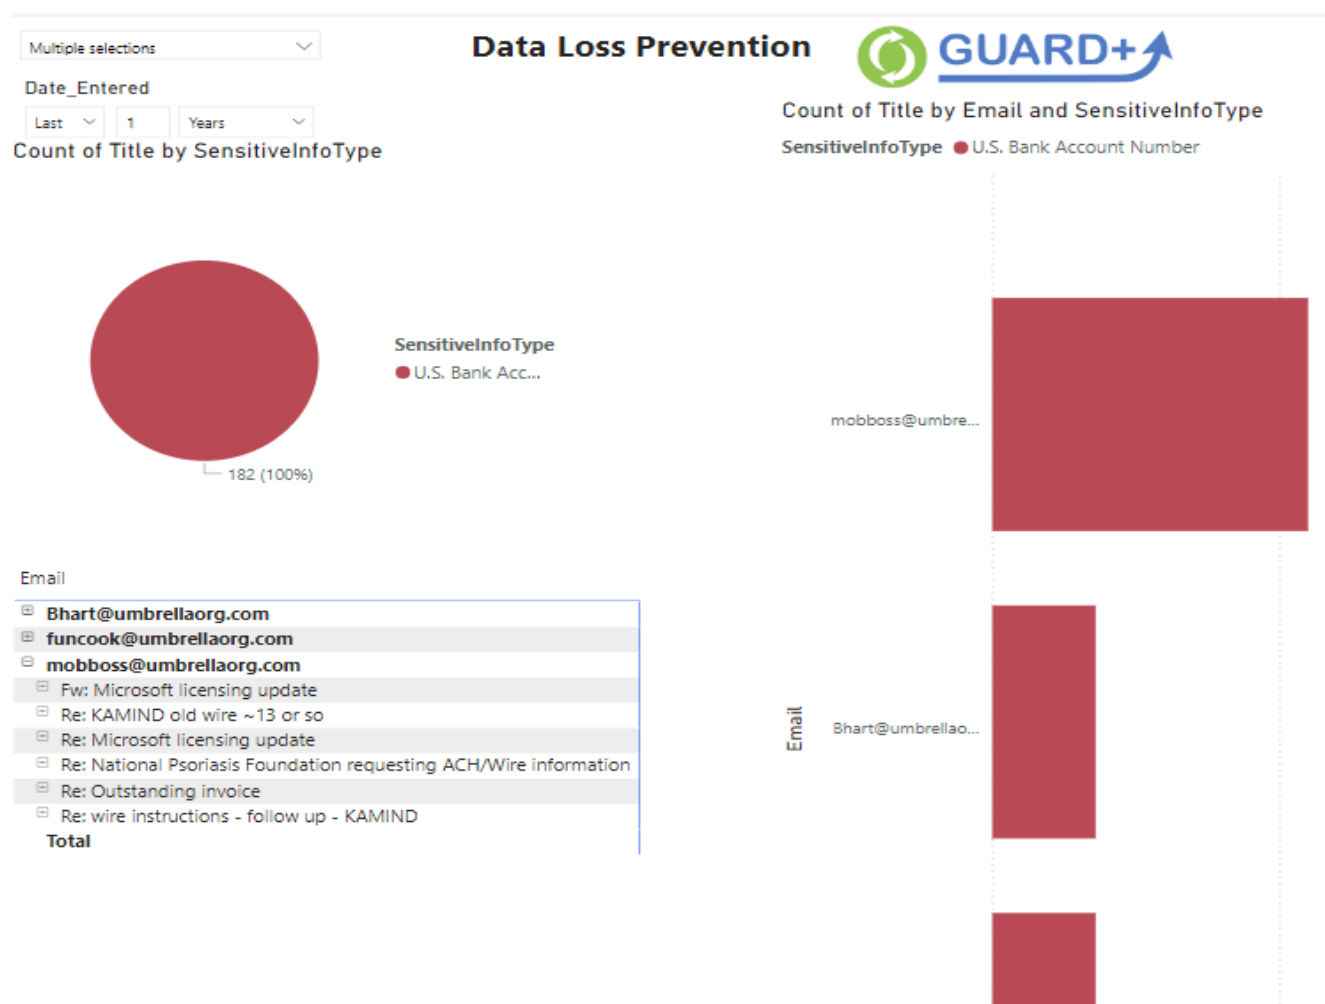 Multiple selections
Data Loss Prevention
GUARD+
Date_Entered
Last 1 Years
Count of Title by SensitiveInfoType
Count of Title by Email and SensitiveInfoType
SensitiveInfoType U.S. Bank Account Number
SensitiveInfoType
U.S. Bank Acc...
182 (100%)
Email
Bhart@umbrellaorg.com
funcook@umbrellaorg.com
mobboss@umbrellaorg.com
Fw: Microsoft licensing update
Re: KAMIND old wire ~13 or so
Re: Microsoft licensing update
Re: National Psoriasis Foundation requesting ACH/Wire information
Re: Outstanding invoice
Re: wire instructions - follow up - KAMIND
Total
mobboss@umbre...
Email
Bhart@umbrellao...